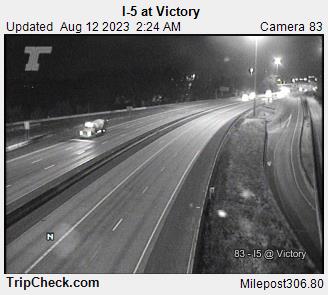 I-5 at Victory
Updated Aug 12 2023 2:24 AM Camera 83
T
N
83 - I5 @ Victory
TripCheck.com Milepost306.80